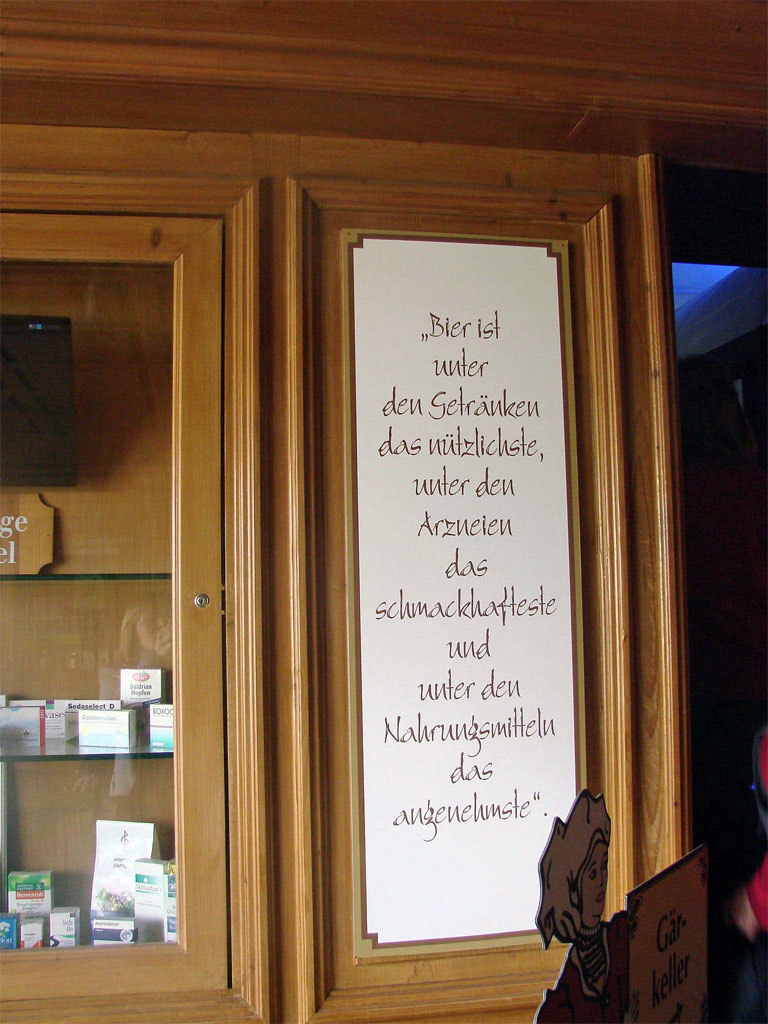 „Bier ist
unter
den Getränken
das nützlichste,
unter den
Arzneien
das
schmackhafteste
und
unter den
Nahrungsmitteln
das
angenehmste“.
ge
el
Baldrian
Hopfen
Sedaselect D
Gär-
keller